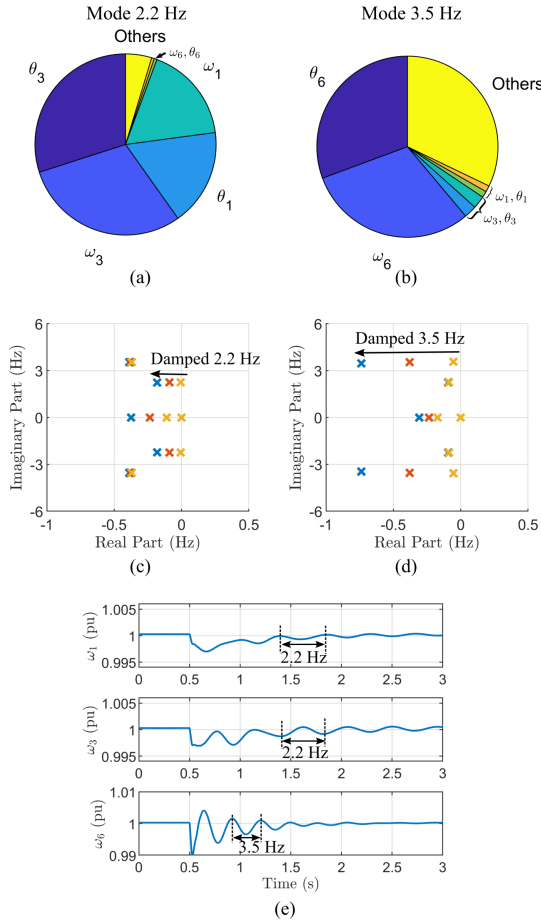 Mode 2.2 Hz
Mode 3.5 Hz
Others
ω6, θ6
θ3
ω1
θ1
ω3
θ6
Others
ω1, θ1
ω3, θ3
ω6
(a)
(b)
6
3
0
-3
-6
Imaginary Part (Hz)
Damped 2.2 Hz
-1
-0.5
0
0.5
Real Part (Hz)
6
3
0
-3
-6
Imaginary Part (Hz)
Damped 3.5 Hz
-1
-0.5
0
0.5
Real Part (Hz)
(c)
(d)
ω1 (pu)
1.005
1
0.995
2.2 Hz
0 0.5 1 1.5 2 2.5 3
ω3 (pu)
1.005
1
0.995
2.2 Hz
0 0.5 1 1.5 2 2.5 3
ω6 (pu)
1.01
1
0.99
3.5 Hz
0 0.5 1 1.5 2 2.5 3
Time (s)
(e)